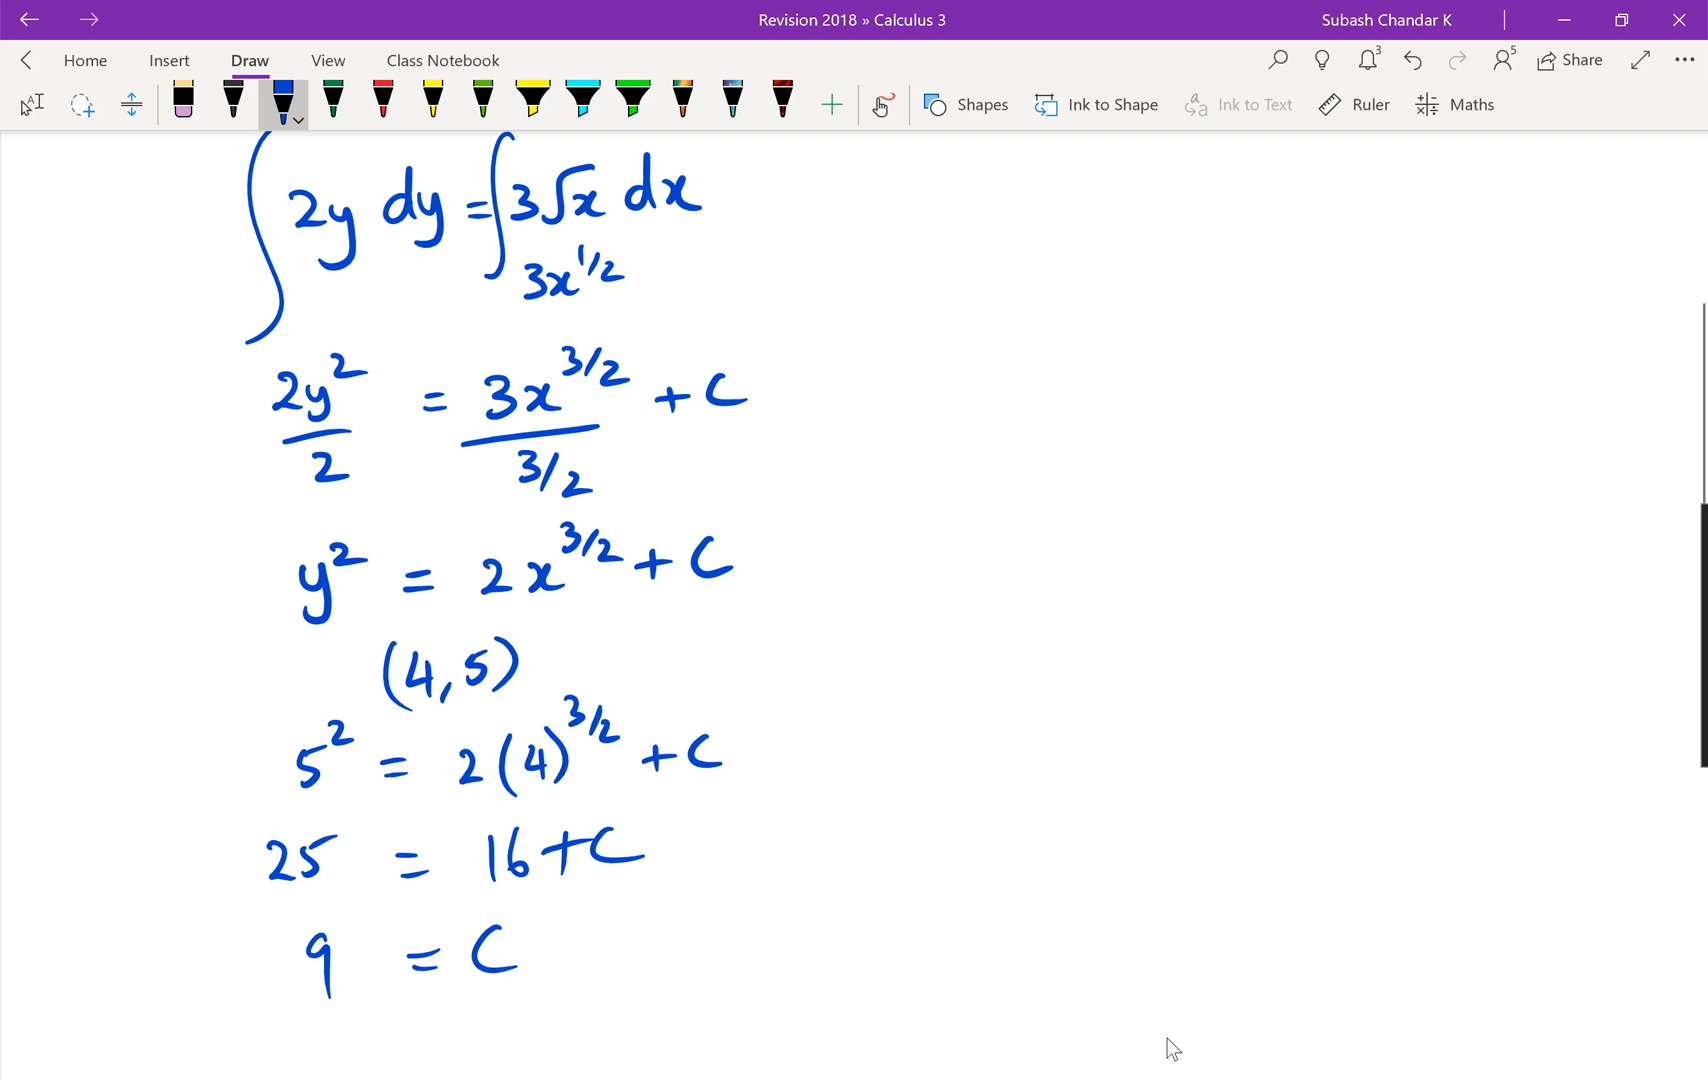 Revision 2018 » Calculus 3
Subash Chandar K
Home Insert Draw View Class Notebook
3
5
Share
Shapes Ink to Shape Ink to Text Ruler Maths
∫ 2y dy = ∫ 3√x dx
3x^1/2
2y^2 / 2 = 3x^3/2 / 3/2 + C
y^2 = 2x^3/2 + C
(4, 5)
5^2 = 2(4)^3/2 + C
25 = 16 + C
9 = C